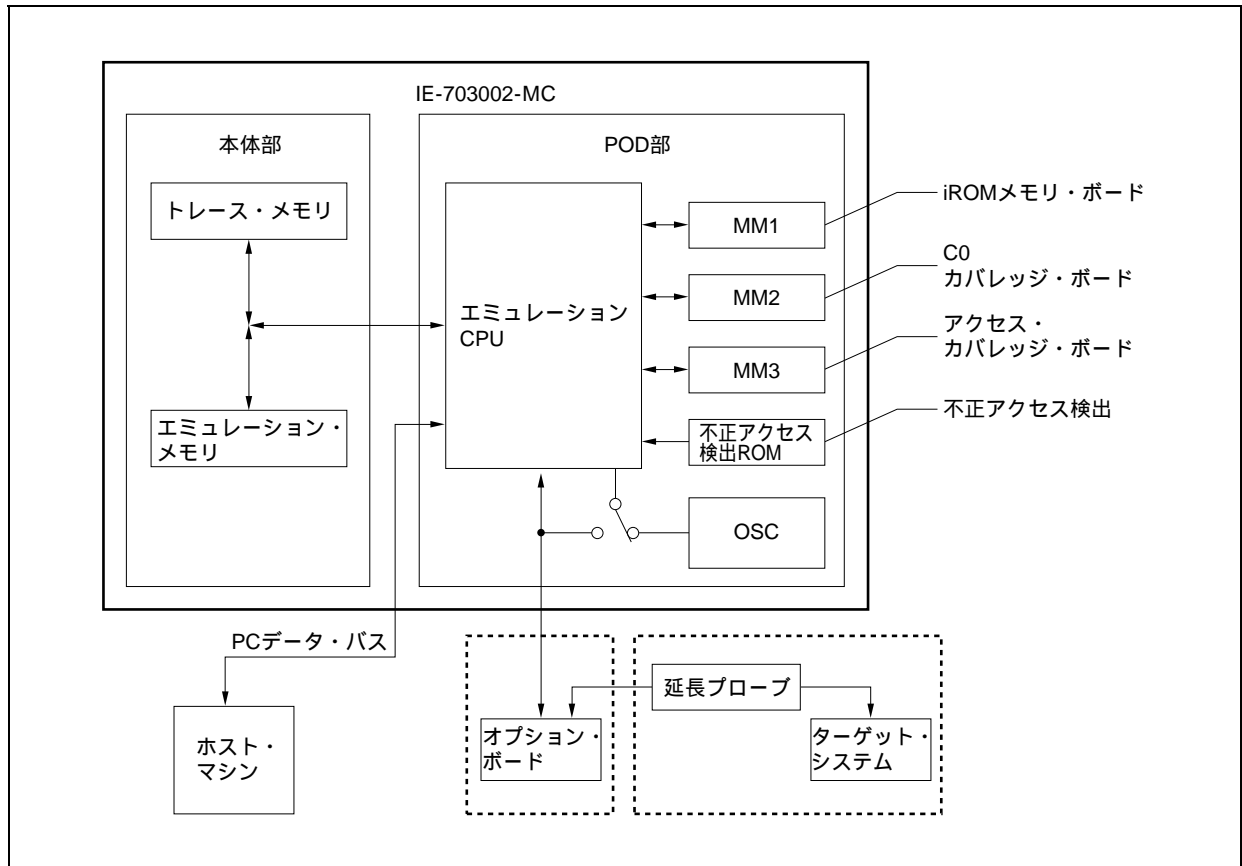 IE-703002-MC
本体部
POD部
トレース・メモリ
エミュレーション・
メモリ
エミュレーション
CPU
MM1
MM2
MM3
不正アクセス
検出ROM
OSC
iROMメモリ・ボード
C0
カバレッジ・ボード
アクセス・
カバレッジ・ボード
不正アクセス検出
PCデータ・バス
ホスト・
マシン
オプション・
ボード
延長プローブ
ターゲット・
システム